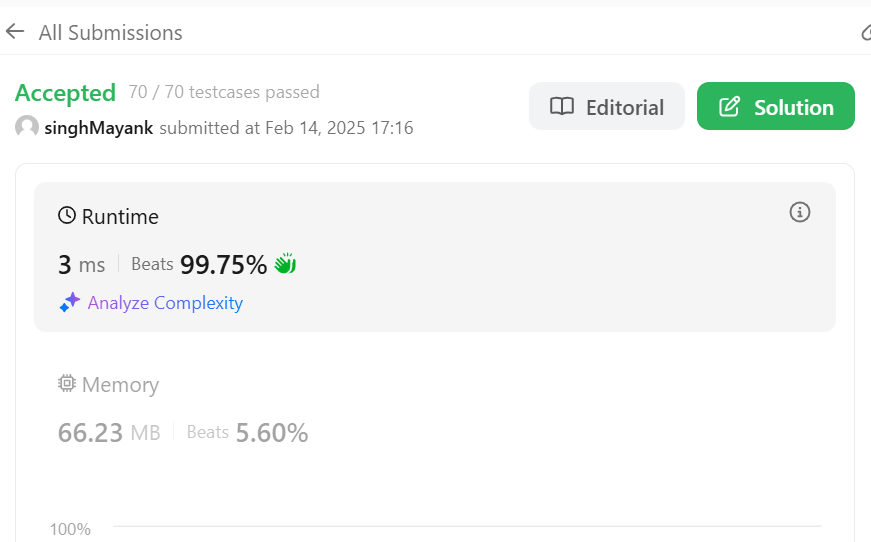 All Submissions
Accepted 70 / 70 testcases passed
singhMayank submitted at Feb 14, 2025 17:16
Editorial
Solution
Runtime
3 ms Beats 99.75%
Analyze Complexity
Memory
66.23 MB Beats 5.60%
100%